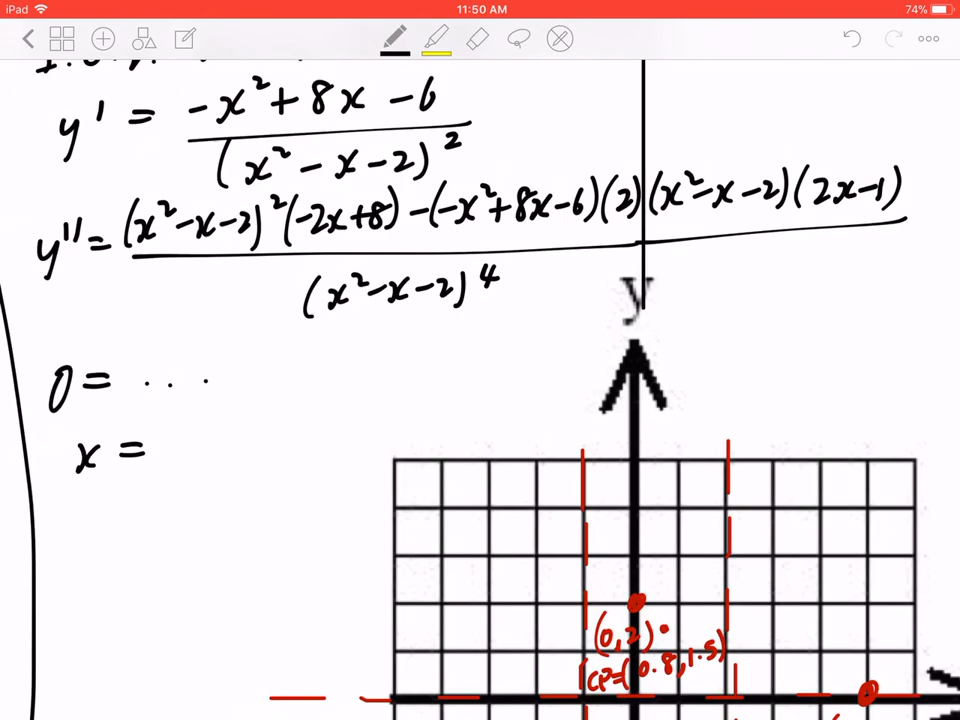 iPad 11:50 AM 74%
y' = (-x² + 8x - 6) / (x² - x - 2)²
y'' = ((x² - x - 2)²(-2x+8) - (-x²+8x-6)(2)(x²-x-2)(2x-1)) / (x²-x-2)⁴
0 = ...
x =
y
(0,2)
CP=(0.8,1.5)